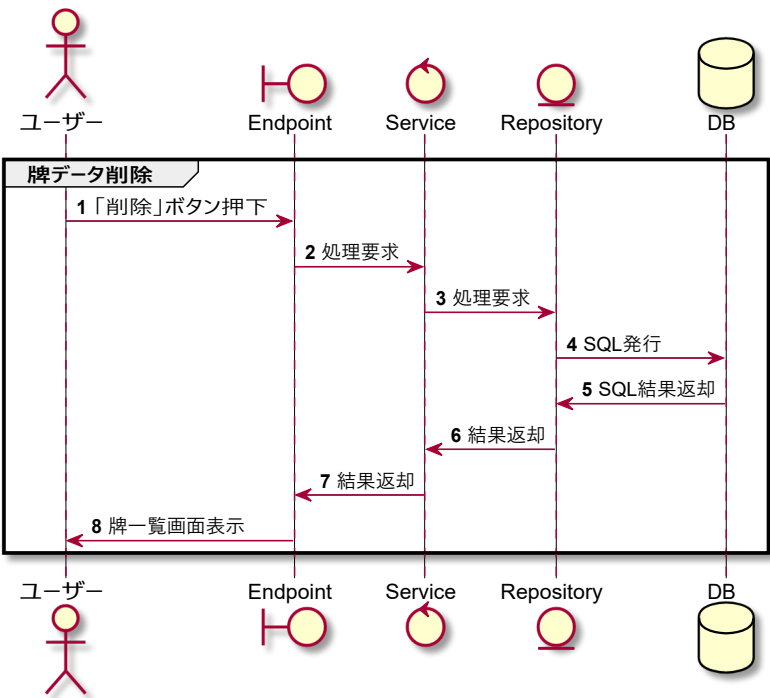 ユーザー
Endpoint
Service
Repository
DB
牌データ削除
1 「削除」ボタン押下
2 処理要求
3 処理要求
4 SQL発行
5 SQL結果返却
6 結果返却
7 結果返却
8 牌一覧画面表示
ユーザー
Endpoint
Service
Repository
DB